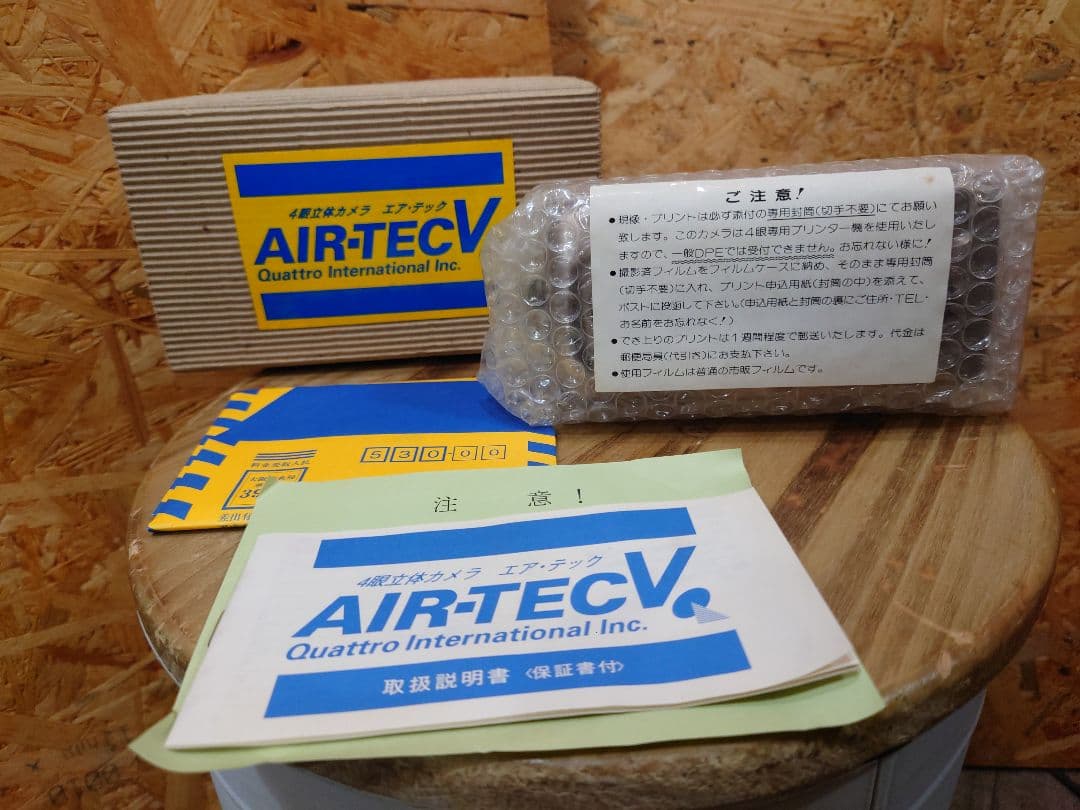 4眼立体カメラ エア・テック
AIR-TECV
Quattro International Inc.
ご注意!
●現像・プリントは必ず添付の専用封筒(切手不要)にてお願い
致します。このカメラは4眼専用プリンター機を使用いたし
ますので、一般DPEでは受付できません。お忘れない様に!
●撮影済フィルムをフィルムケースに納め、そのまま専用封筒
(切手不要)に入れ、プリント申込用紙(封筒の中)を添えて、
ポストに投函して下さい。(申込用紙と封筒の裏にご住所・TEL・
お名前をお忘れなく!)
●でき上りのプリントは1週間程度で郵送いたします。代金は
郵便局員(代引き)にお支払下さい。
●使用フィルムは普通の市販フィルムです。
530-00
料金受取人払
39
差出有
注 意!
4眼立体カメラ エア・テック
AIR-TECV
Quattro International Inc.
取扱説明書〈保証書付〉